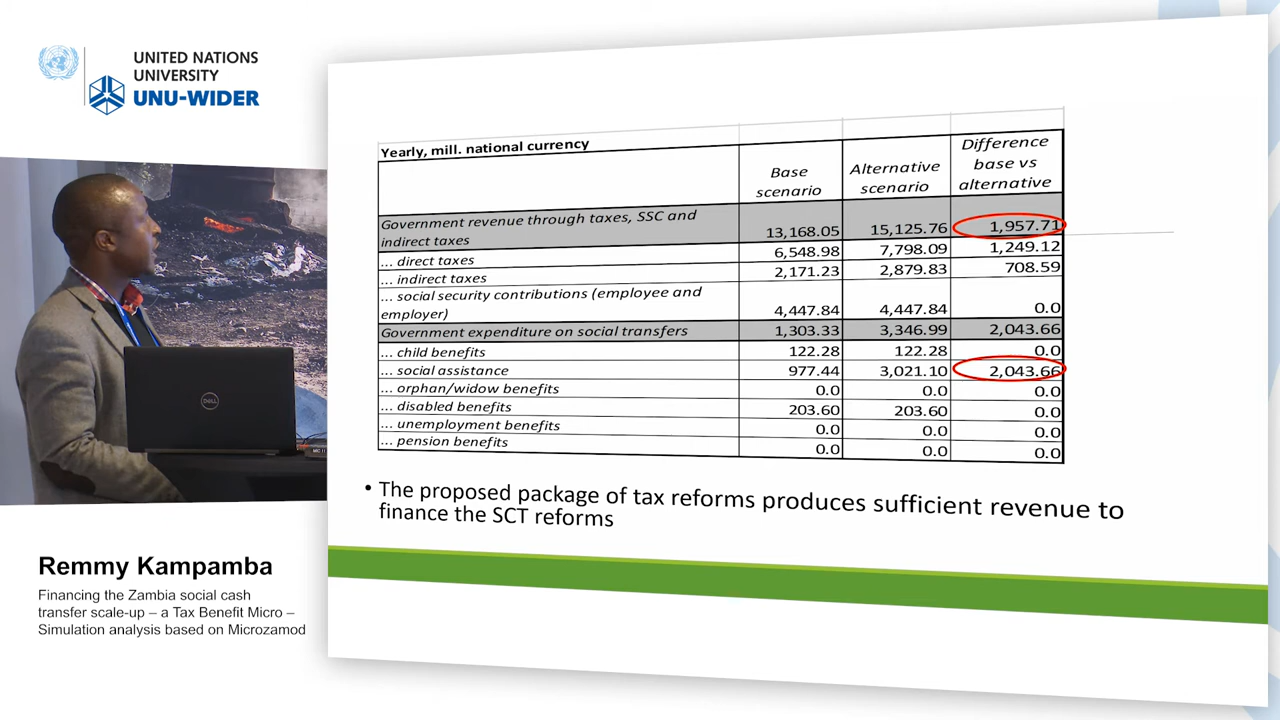 UNITED NATIONS
UNIVERSITY
UNU-WIDER
Yearly, mill. national currency
Base scenario
Alternative scenario
Difference base vs alternative
Government revenue through taxes, SSC and indirect taxes 13,168.05 15,125.76 1,957.71
... direct taxes 6,548.98 7,798.09 1,249.12
... indirect taxes 2,171.23 2,879.83 708.59
... social security contributions (employee and employer) 4,447.84 4,447.84 0.0
Government expenditure on social transfers 1,303.33 3,346.99 2,043.66
... child benefits 122.28 122.28 0.0
... social assistance 977.44 3,021.10 2,043.66
... orphan/widow benefits 0.0 0.0 0.0
... disabled benefits 203.60 203.60 0.0
... unemployment benefits 0.0 0.0 0.0
... pension benefits 0.0 0.0 0.0
• The proposed package of tax reforms produces sufficient revenue to
finance the SCT reforms
DELL
Remmy Kampamba
Financing the Zambia social cash
transfer scale-up – a Tax Benefit Micro –
Simulation analysis based on Microzamod